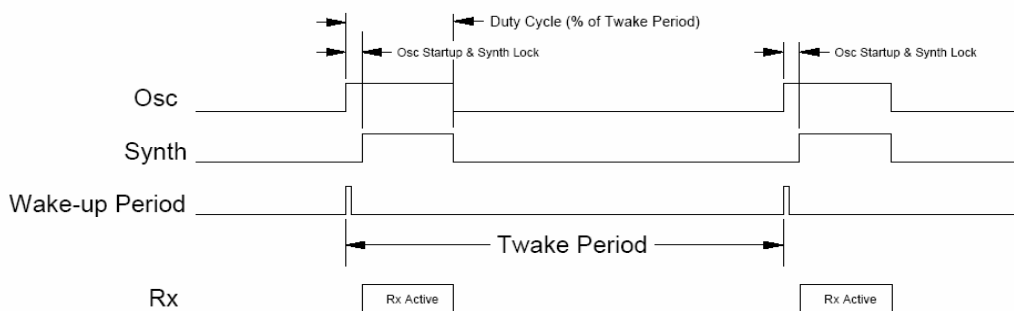 Duty Cycle (% of Twake Period)
Osc Startup & Synth Lock
Osc Startup & Synth Lock
Osc
Synth
Wake-up Period
Twake Period
Rx
Rx Active
Rx Active